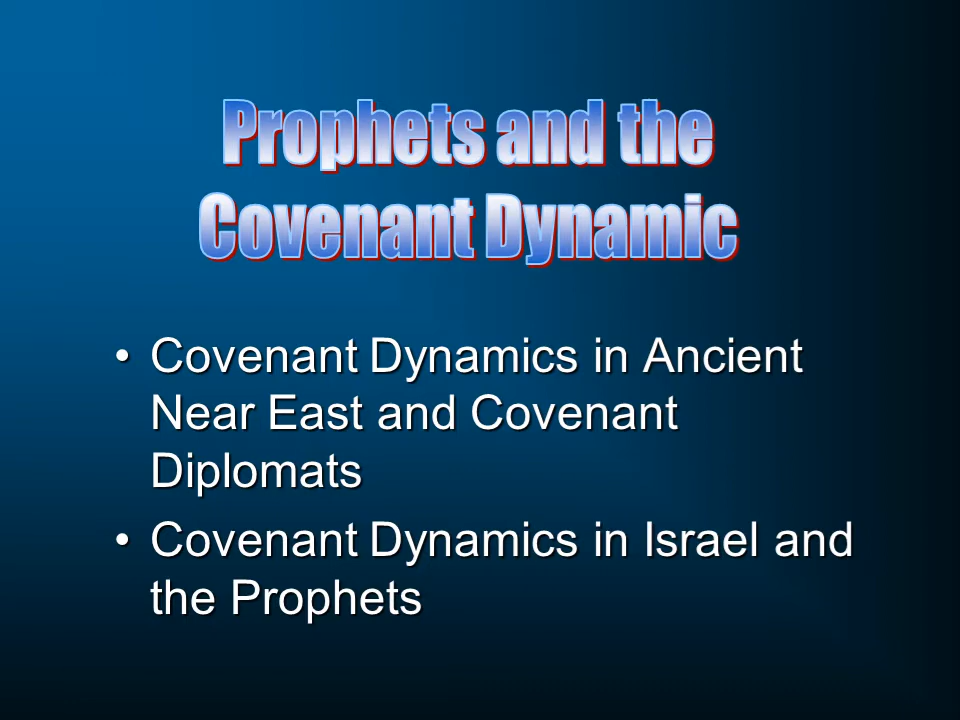 Prophets and the
Covenant Dynamic
• Covenant Dynamics in Ancient
Near East and Covenant
Diplomats
• Covenant Dynamics in Israel and
the Prophets